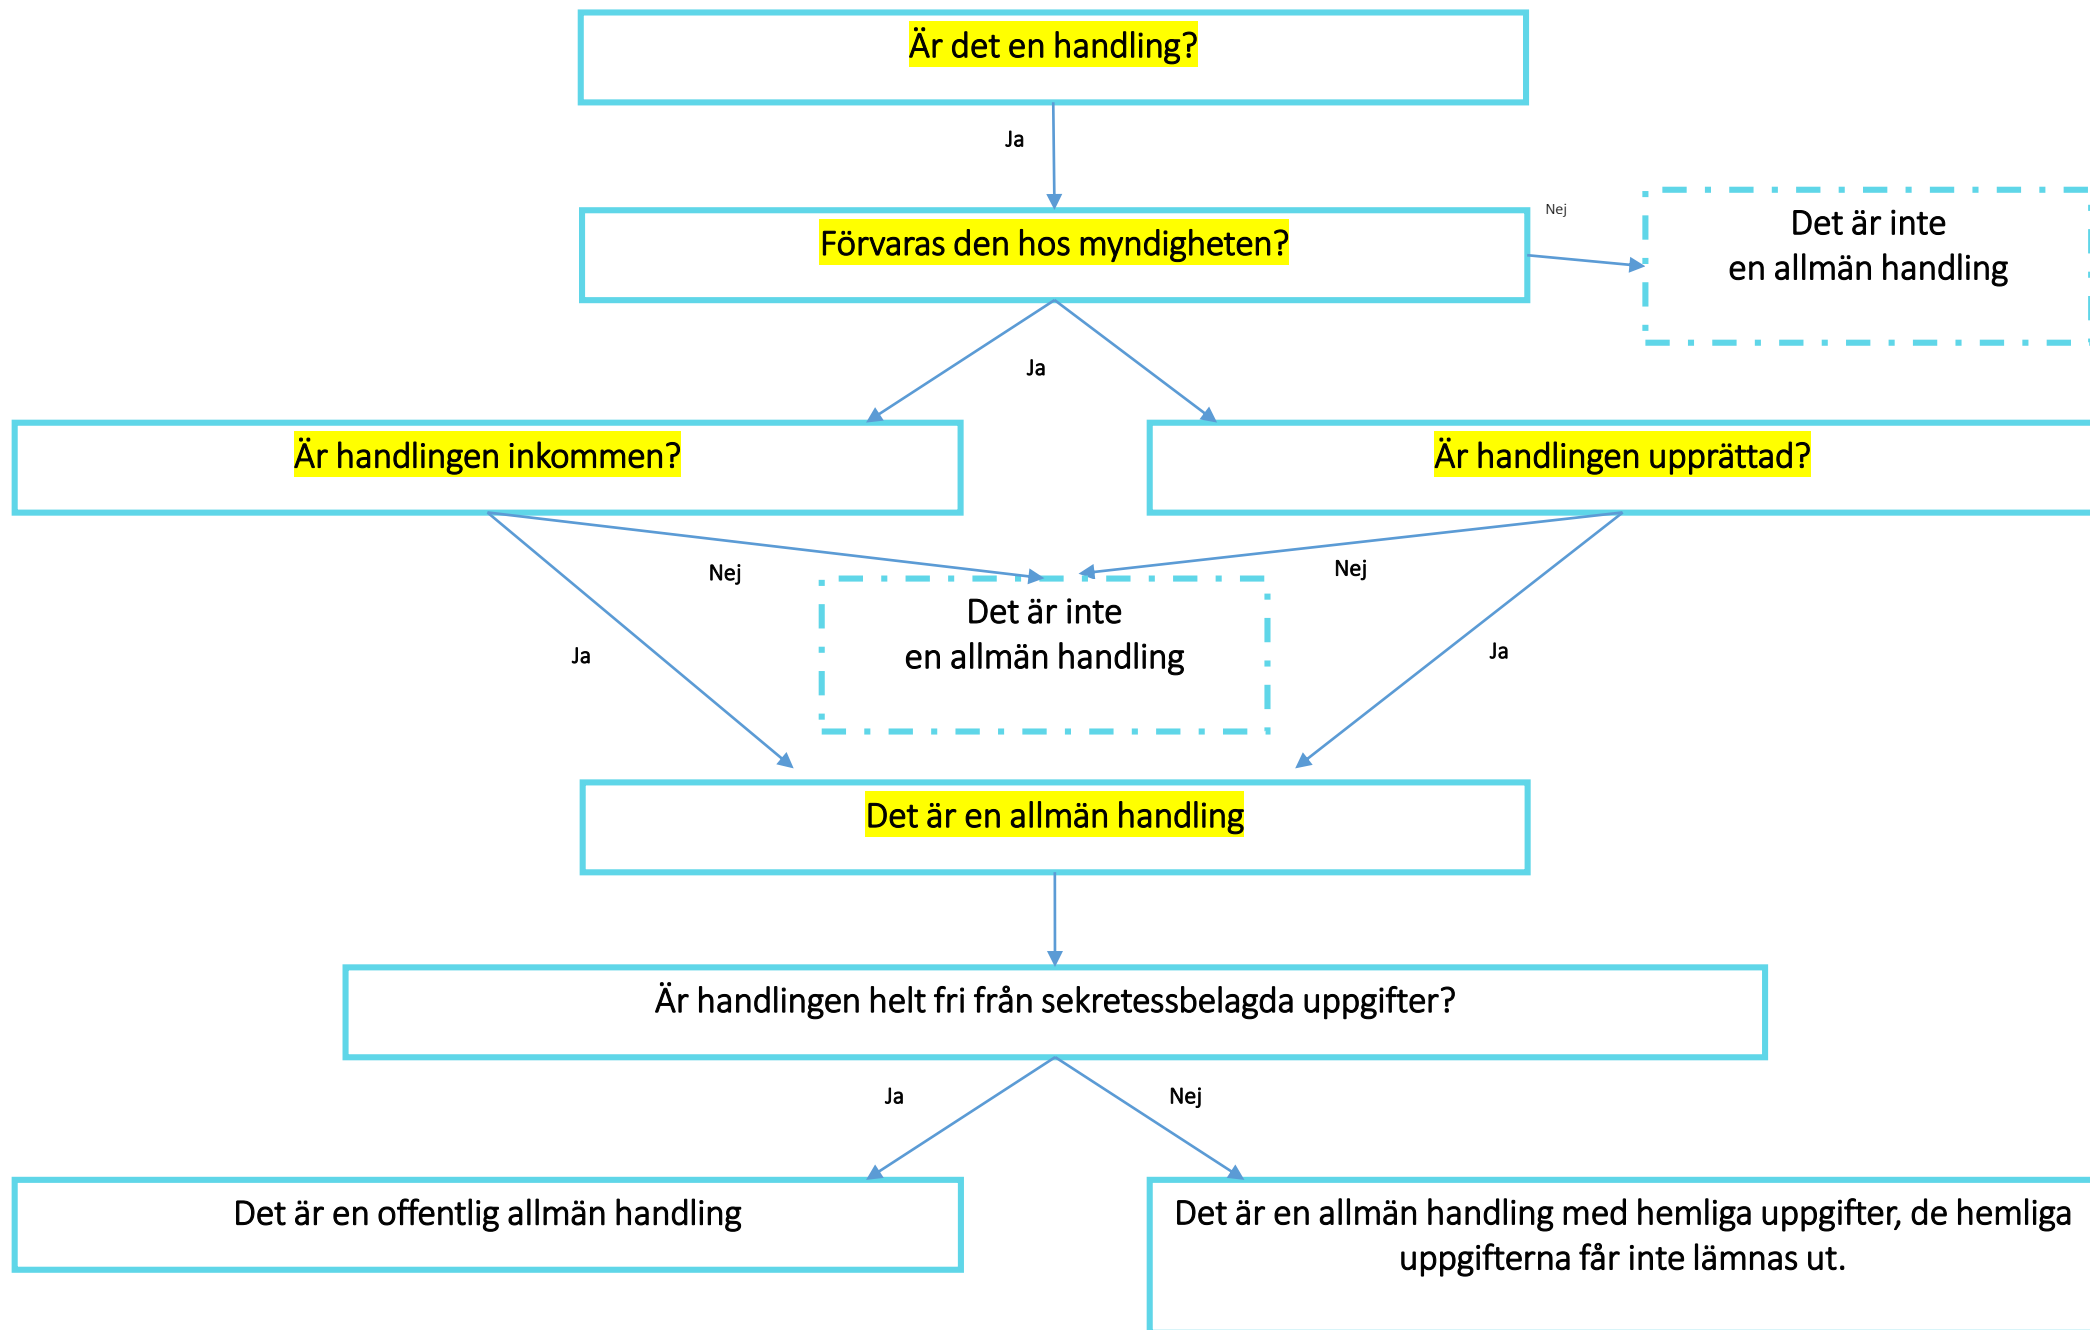 Är det en handling?
Ja
Förvaras den hos myndigheten?
Nej
Det är inte
en allmän handling
Ja
Är handlingen inkommen?
Är handlingen upprättad?
Nej
Nej
Det är inte
en allmän handling
Ja
Ja
Det är en allmän handling
Är handlingen helt fri från sekretessbelagda uppgifter?
Ja
Nej
Det är en offentlig allmän handling
Det är en allmän handling med hemliga uppgifter, de hemliga
uppgifterna får inte lämnas ut.